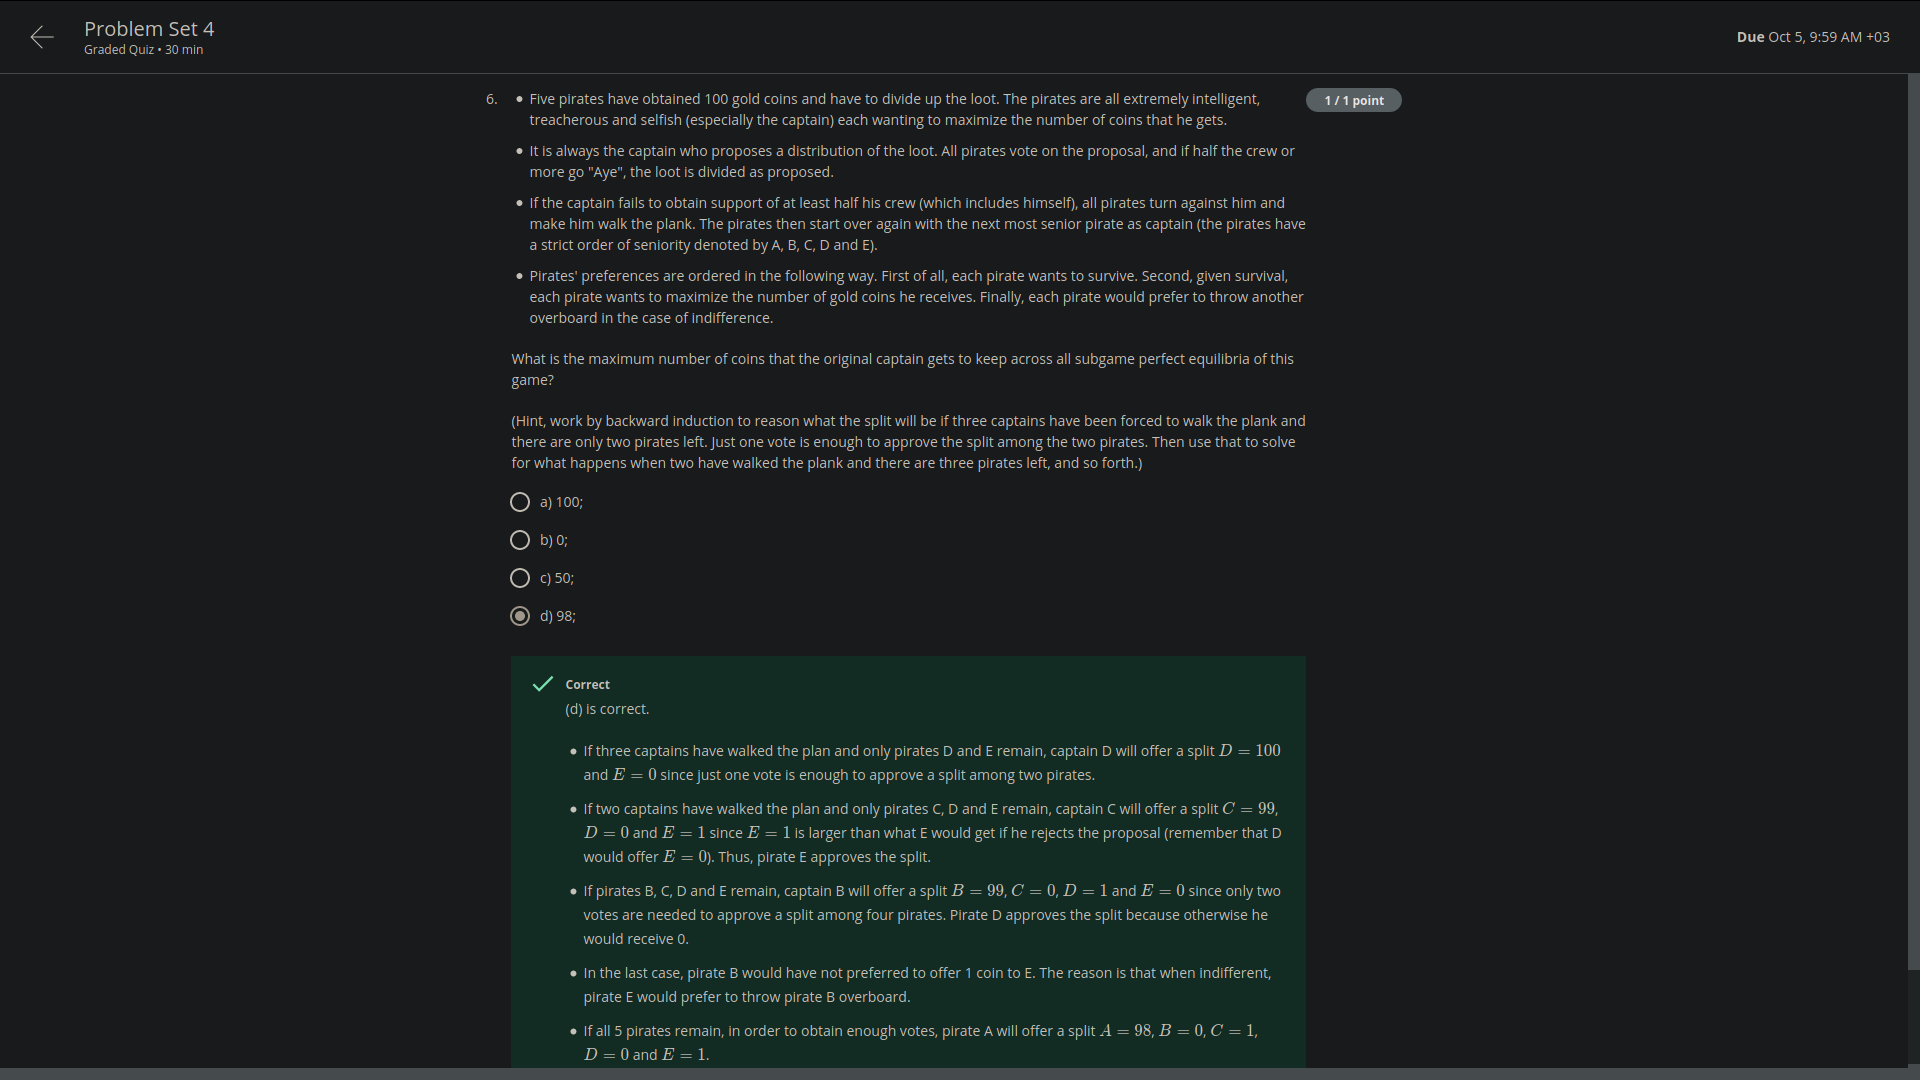 Problem Set 4
Graded Quiz • 30 min
Due Oct 5, 9:59 AM +03
6. • Five pirates have obtained 100 gold coins and have to divide up the loot. The pirates are all extremely intelligent,
treacherous and selfish (especially the captain) each wanting to maximize the number of coins that he gets.
1 / 1 point
• It is always the captain who proposes a distribution of the loot. All pirates vote on the proposal, and if half the crew or
more go "Aye", the loot is divided as proposed.
• If the captain fails to obtain support of at least half his crew (which includes himself), all pirates turn against him and
make him walk the plank. The pirates then start over again with the next most senior pirate as captain (the pirates have
a strict order of seniority denoted by A, B, C, D and E).
• Pirates' preferences are ordered in the following way. First of all, each pirate wants to survive. Second, given survival,
each pirate wants to maximize the number of gold coins he receives. Finally, each pirate would prefer to throw another
overboard in the case of indifference.
What is the maximum number of coins that the original captain gets to keep across all subgame perfect equilibria of this
game?
(Hint, work by backward induction to reason what the split will be if three captains have been forced to walk the plank and
there are only two pirates left. Just one vote is enough to approve the split among the two pirates. Then use that to solve
for what happens when two have walked the plank and there are three pirates left, and so forth.)
a) 100;
b) 0;
c) 50;
d) 98;
Correct
(d) is correct.
• If three captains have walked the plan and only pirates D and E remain, captain D will offer a split D = 100
and E = 0 since just one vote is enough to approve a split among two pirates.
• If two captains have walked the plan and only pirates C, D and E remain, captain C will offer a split C = 99,
D = 0 and E = 1 since E = 1 is larger than what E would get if he rejects the proposal (remember that D
would offer E = 0). Thus, pirate E approves the split.
• If pirates B, C, D and E remain, captain B will offer a split B = 99, C = 0, D = 1 and E = 0 since only two
votes are needed to approve a split among four pirates. Pirate D approves the split because otherwise he
would receive 0.
• In the last case, pirate B would have not preferred to offer 1 coin to E. The reason is that when indifferent,
pirate E would prefer to throw pirate B overboard.
• If all 5 pirates remain, in order to obtain enough votes, pirate A will offer a split A = 98, B = 0, C = 1,
D = 0 and E = 1.